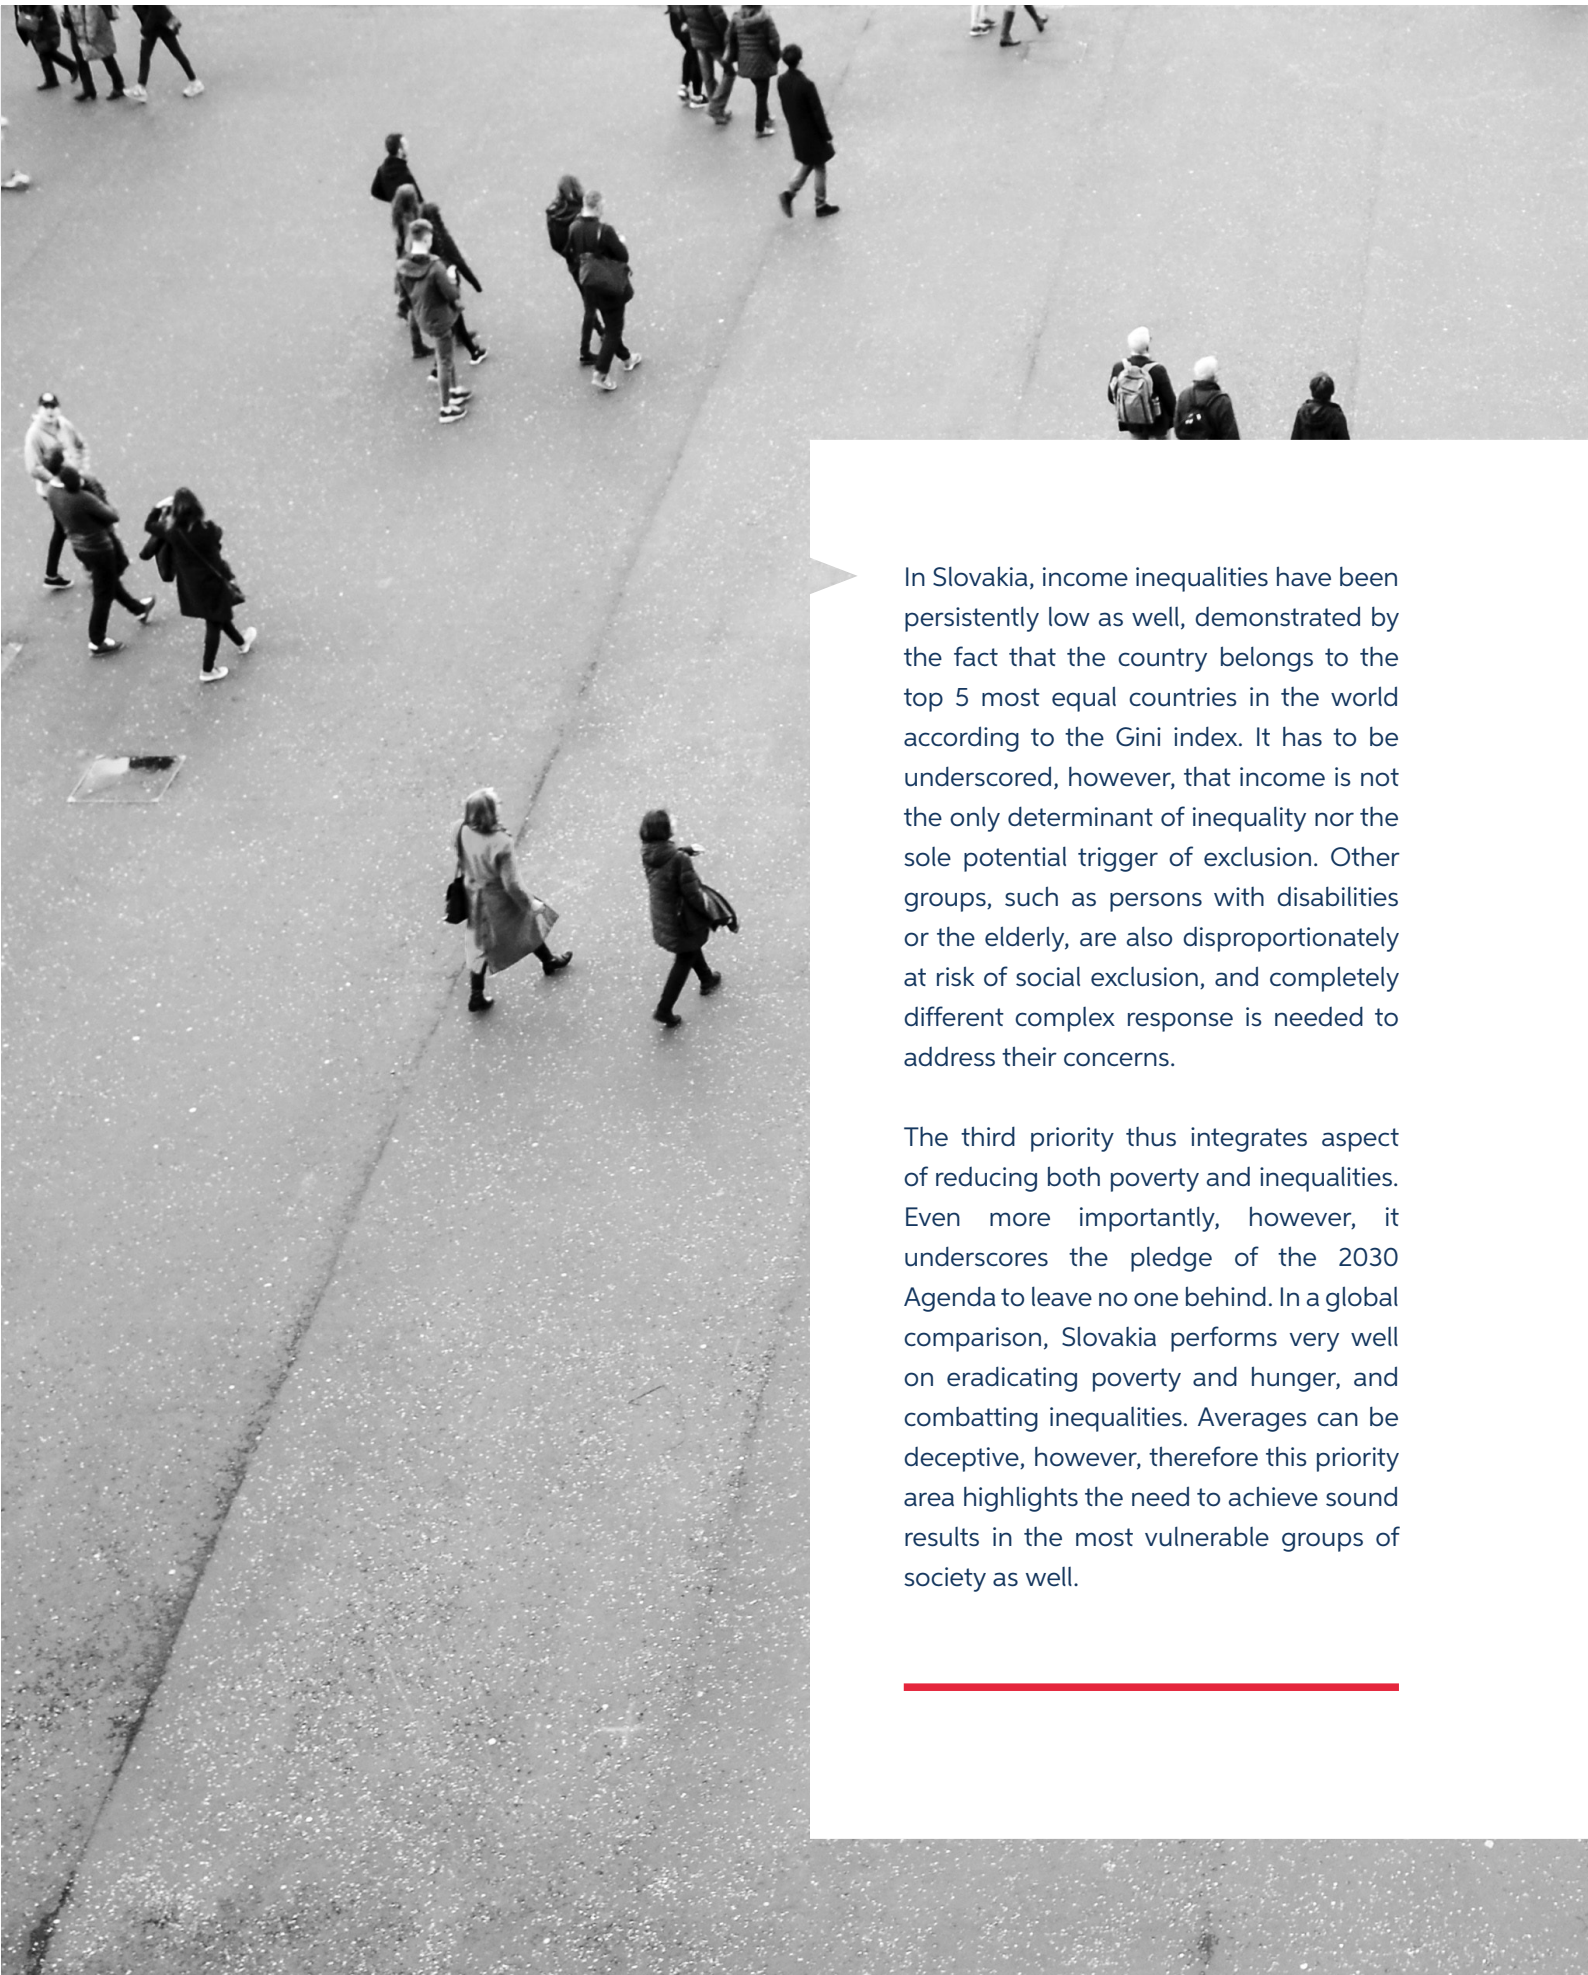 In Slovakia, income inequalities have been
persistently low as well, demonstrated by
the fact that the country belongs to the
top 5 most equal countries in the world
according to the Gini index. It has to be
underscored, however, that income is not
the only determinant of inequality nor the
sole potential trigger of exclusion. Other
groups, such as persons with disabilities
or the elderly, are also disproportionately
at risk of social exclusion, and completely
different complex response is needed to
address their concerns.
The third priority thus integrates aspect
of reducing both poverty and inequalities.
Even more importantly, however, it
underscores the pledge of the 2030
Agenda to leave no one behind. In a global
comparison, Slovakia performs very well
on eradicating poverty and hunger, and
combatting inequalities. Averages can be
deceptive, however, therefore this priority
area highlights the need to achieve sound
results in the most vulnerable groups of
society as well.